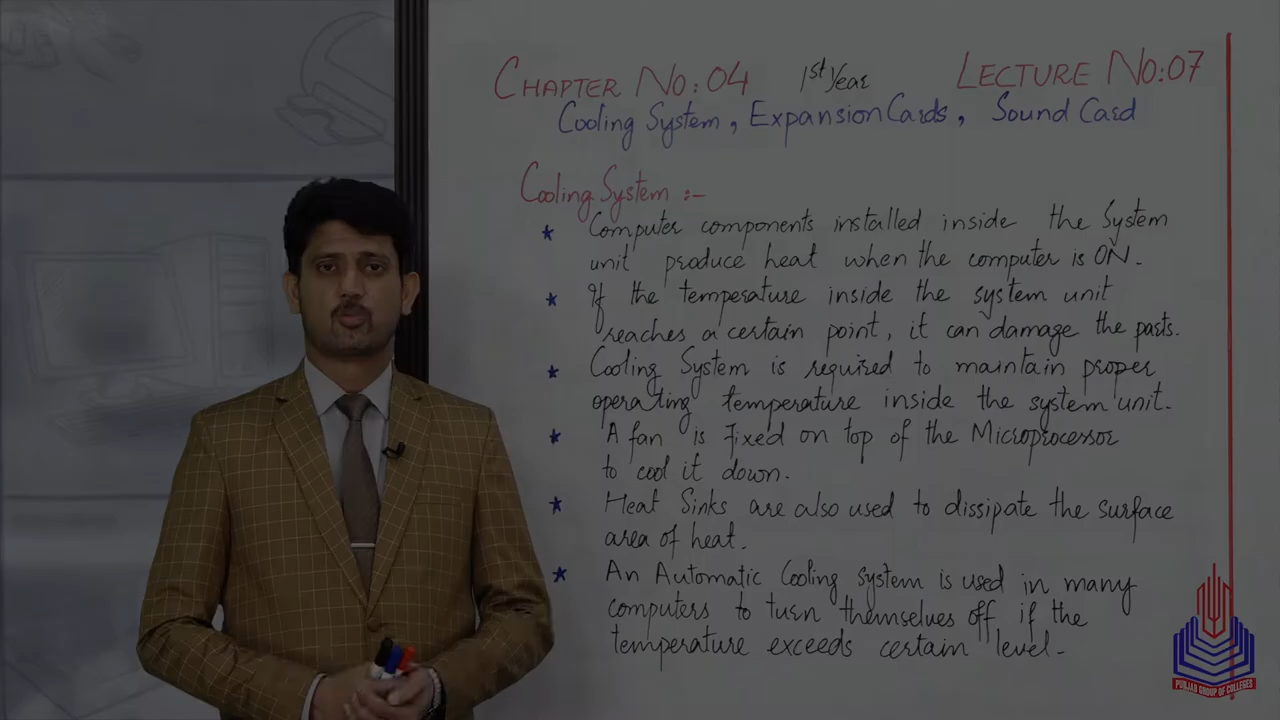 CHAPTER NO: 04 1st Year LECTURE NO: 07
Cooling System, Expansion Cards, Sound Card
Cooling System :-
* Computer components installed inside the System
unit produce heat when the computer is ON.
* If the temperature inside the system unit
reaches a certain point, it can damage the parts.
* Cooling System is required to maintain proper
operating temperature inside the system unit.
* A fan is Fixed on top of the Microprocessor
to cool it down.
* Heat Sinks are also used to dissipate the surface
area of heat.
* An Automatic Cooling system is used in many
computers to turn themselves off if the
temperature exceeds certain level.
PUNJAB GROUP OF COLLEGES